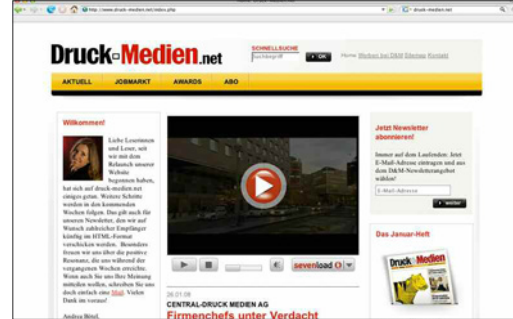 http://www.druck-medien.net/index.php
druck-medien.net
Druck-Medien.net
SCHNELLSUCHE
Suchbegriff
OK
Home Werben bei D&M Sitemap Kontakt
AKTUELL JOBMARKT AWARDS ABO
Willkommen!
Liebe Leserinnen
und Leser, seit
wir mit dem
Relaunch unserer
Website
begonnen haben,
hat sich auf druck-medien.net
einiges getan. Weitere Schritte
werden in den kommenden
Wochen folgen. Das gilt auch für
unseren Newsletter, den wir auf
Wunsch zahlreicher Empfänger
künftig im HTML-Format
verschicken werden. Besonders
freuen wir uns über die positive
Resonanz, die uns während der
vergangenen Wochen erreichte.
Wenn auch Sie uns Ihre Meinung
mitteilen wollen, schreiben Sie uns
doch einfach eine Mail. Vielen
Dank im voraus!
sevenload
26.01.08
CENTRAL-DRUCK MEDIEN AG
Firmenchefs unter Verdacht
Jetzt Newsletter
abonnieren!
Immer auf dem Laufenden: Jetzt
E-Mail-Adresse eintragen und aus
dem D&M-Newsletterangebot
wählen!
E-Mail-Adresse
weiter
Das Januar-Heft
Druck Medien